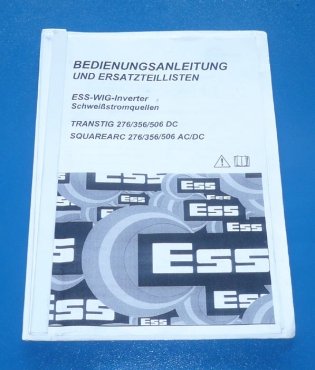 BEDIENUNGSANLEITUNG
UND ERSATZTEILLISTEN
ESS-WIG-Inverter
Schweißstromquellen
TRANSTIG 276/356/506 DC
SQUAREARC 276/356/506 AC/DC
Ess
Ess
Ess
Ess
Ess
Ess